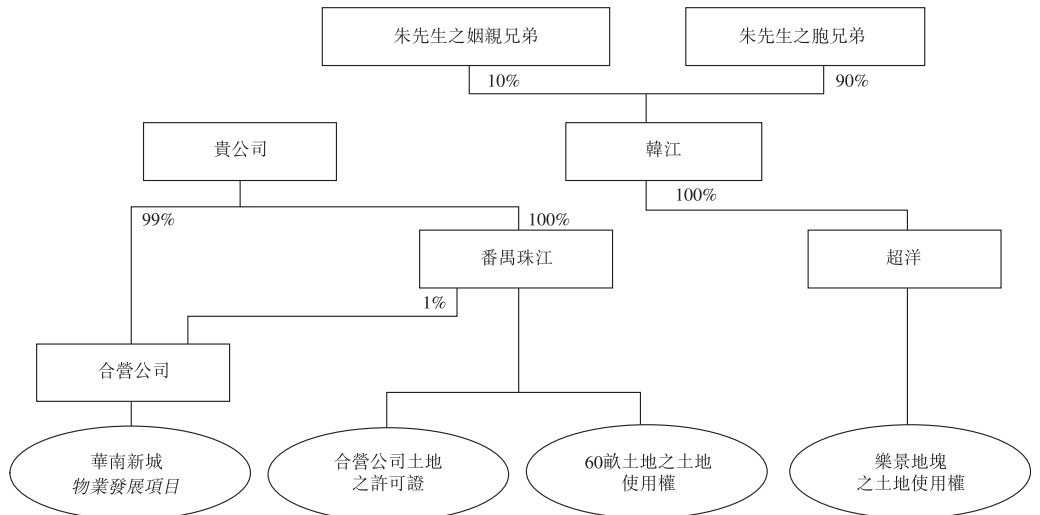 朱先生之姻親兄弟
朱先生之胞兄弟
10%
90%
貴公司
韓江
100%
99%
100%
番禺珠江
超洋
1%
合營公司
華南新城
物業發展項目
合營公司土地
之許可證
60畝土地之土地
使用權
樂景地塊
之土地使用權